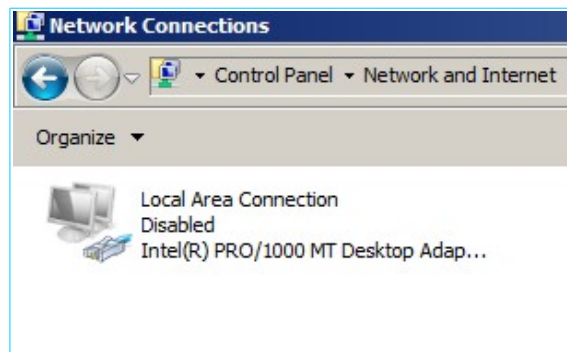 Network Connections
Control Panel Network and Internet
Organize
Local Area Connection
Disabled
Intel(R) PRO/1000 MT Desktop Adap...